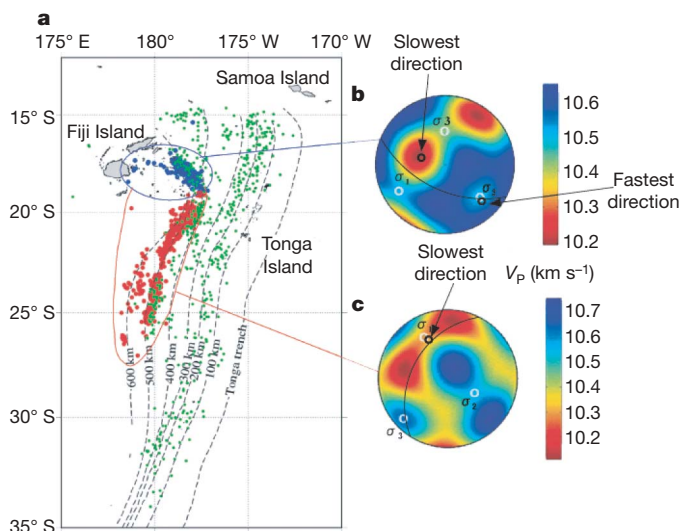 a
175° E 180° 175° W 170° W
Samoa Island
15° S
Fiji Island
20° S
Tonga
Island
25° S
600 km
500 km
400 km
300 km
200 km
100 km
Tonga trench
30° S
35° S
Slowest
direction
b
σ3
σ1
σ2
10.6
10.5
10.4
10.3
10.2
Fastest
direction
Slowest
direction
VP (km s⁻¹)
c
σ
σ2
σ3
10.7
10.6
10.5
10.4
10.3
10.2